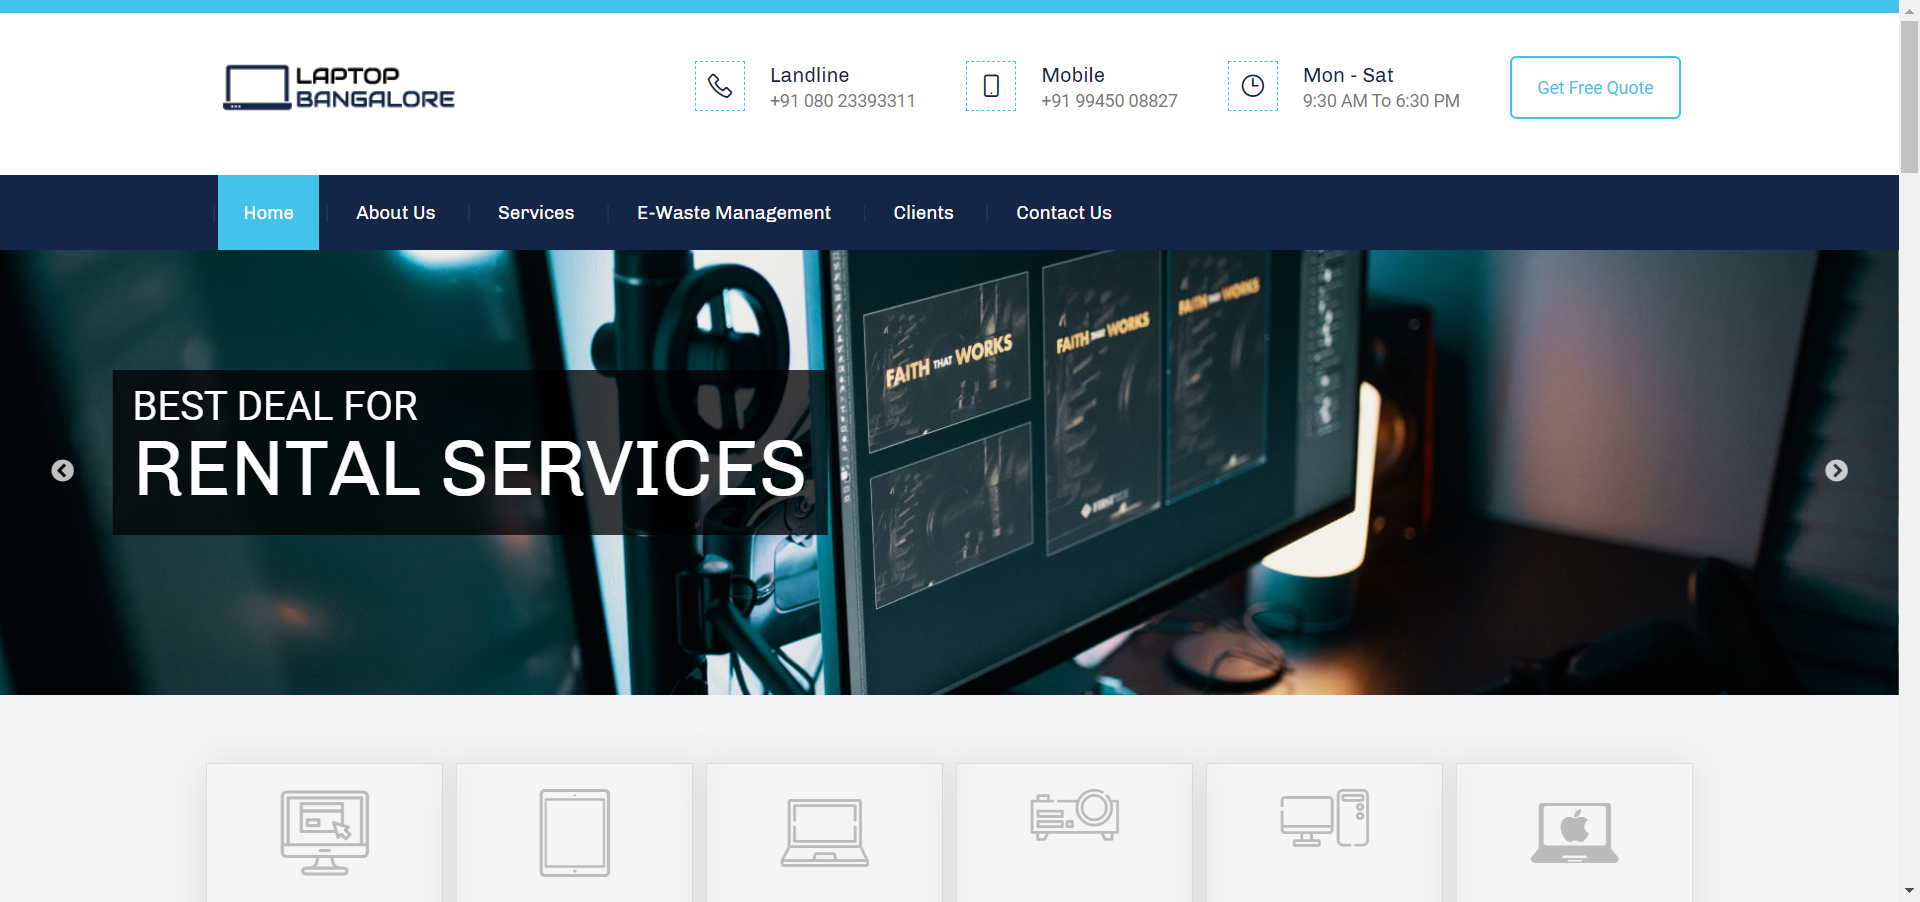 LAPTOP
BANGALORE
Landline
+91 080 23393311
Mobile
+91 99450 08827
Mon - Sat
9:30 AM To 6:30 PM
Get Free Quote
Home
About Us
Services
E-Waste Management
Clients
Contact Us
BEST DEAL FOR
RENTAL SERVICES
FAITH THAT WORKS
FAITH THAT WORKS
FAITH THAT WORKS